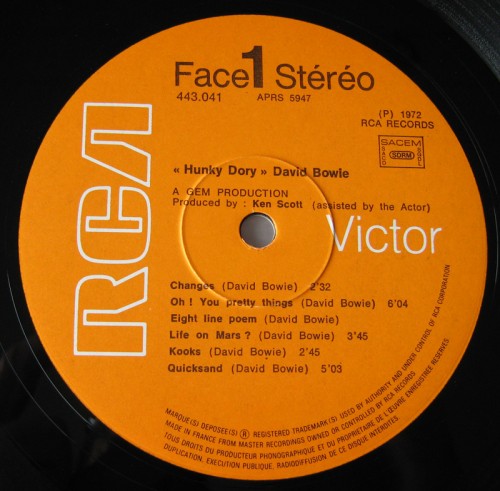 RCA
Face 1 Stéréo
443.041 APRS 5947
(P) 1972
RCA RECORDS
SACEM
SDRM
« Hunky Dory » David Bowie
A GEM PRODUCTION
Produced by : Ken Scott (assisted by the Actor)
Victor
Changes (David Bowie) 2'32
Oh ! You pretty things (David Bowie) 6'04
Eight line poem (David Bowie)
Life on Mars ? (David Bowie) 3'45
Kooks (David Bowie) 2'45
Quicksand (David Bowie) 5'03
MARQUE(S) DEPOSEE(S) ® REGISTERED TRADEMARK(S) USED BY AUTHORITY AND UNDER CONTROL OF RCA CORPORATION
MADE IN FRANCE FROM MASTER RECORDINGS OWNED OR CONTROLLED BY RCA RECORDS
TOUS DROITS DU PRODUCTEUR PHONOGRAPHIQUE ET DU PROPRIETAIRE DE L'ŒUVRE ENREGISTREE RESERVES
DUPLICATION, EXECUTION PUBLIQUE, RADIODIFFUSION DE CE DISQUE INTERDITES.